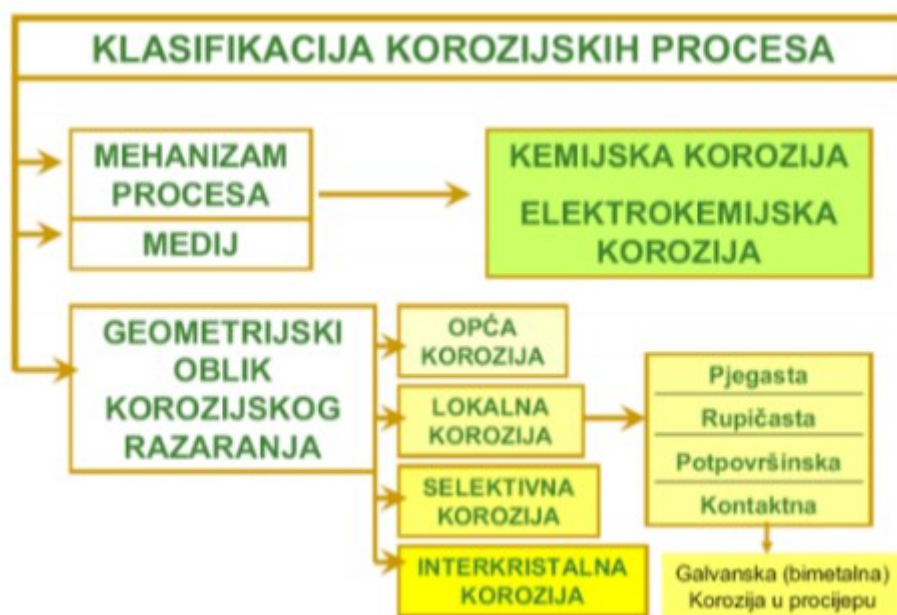 KLASIFIKACIJA KOROZIJSKIH PROCESA
MEHANIZAM
PROCESA
MEDIJ
KEMIJSKA KOROZIJA
ELEKTROKEMIJSKA
KOROZIJA
GEOMETRIJSKI
OBLIK
KOROZIJSKOG
RAZARANJA
OPĆA
KOROZIJA
LOKALNA
KOROZIJA
SELEKTIVNA
KOROZIJA
INTERKRISTALNA
KOROZIJA
Pjegasta
Rupičasta
Potpovršinska
Kontaktna
Galvanska (bimetalna)
Korozija u procijepu